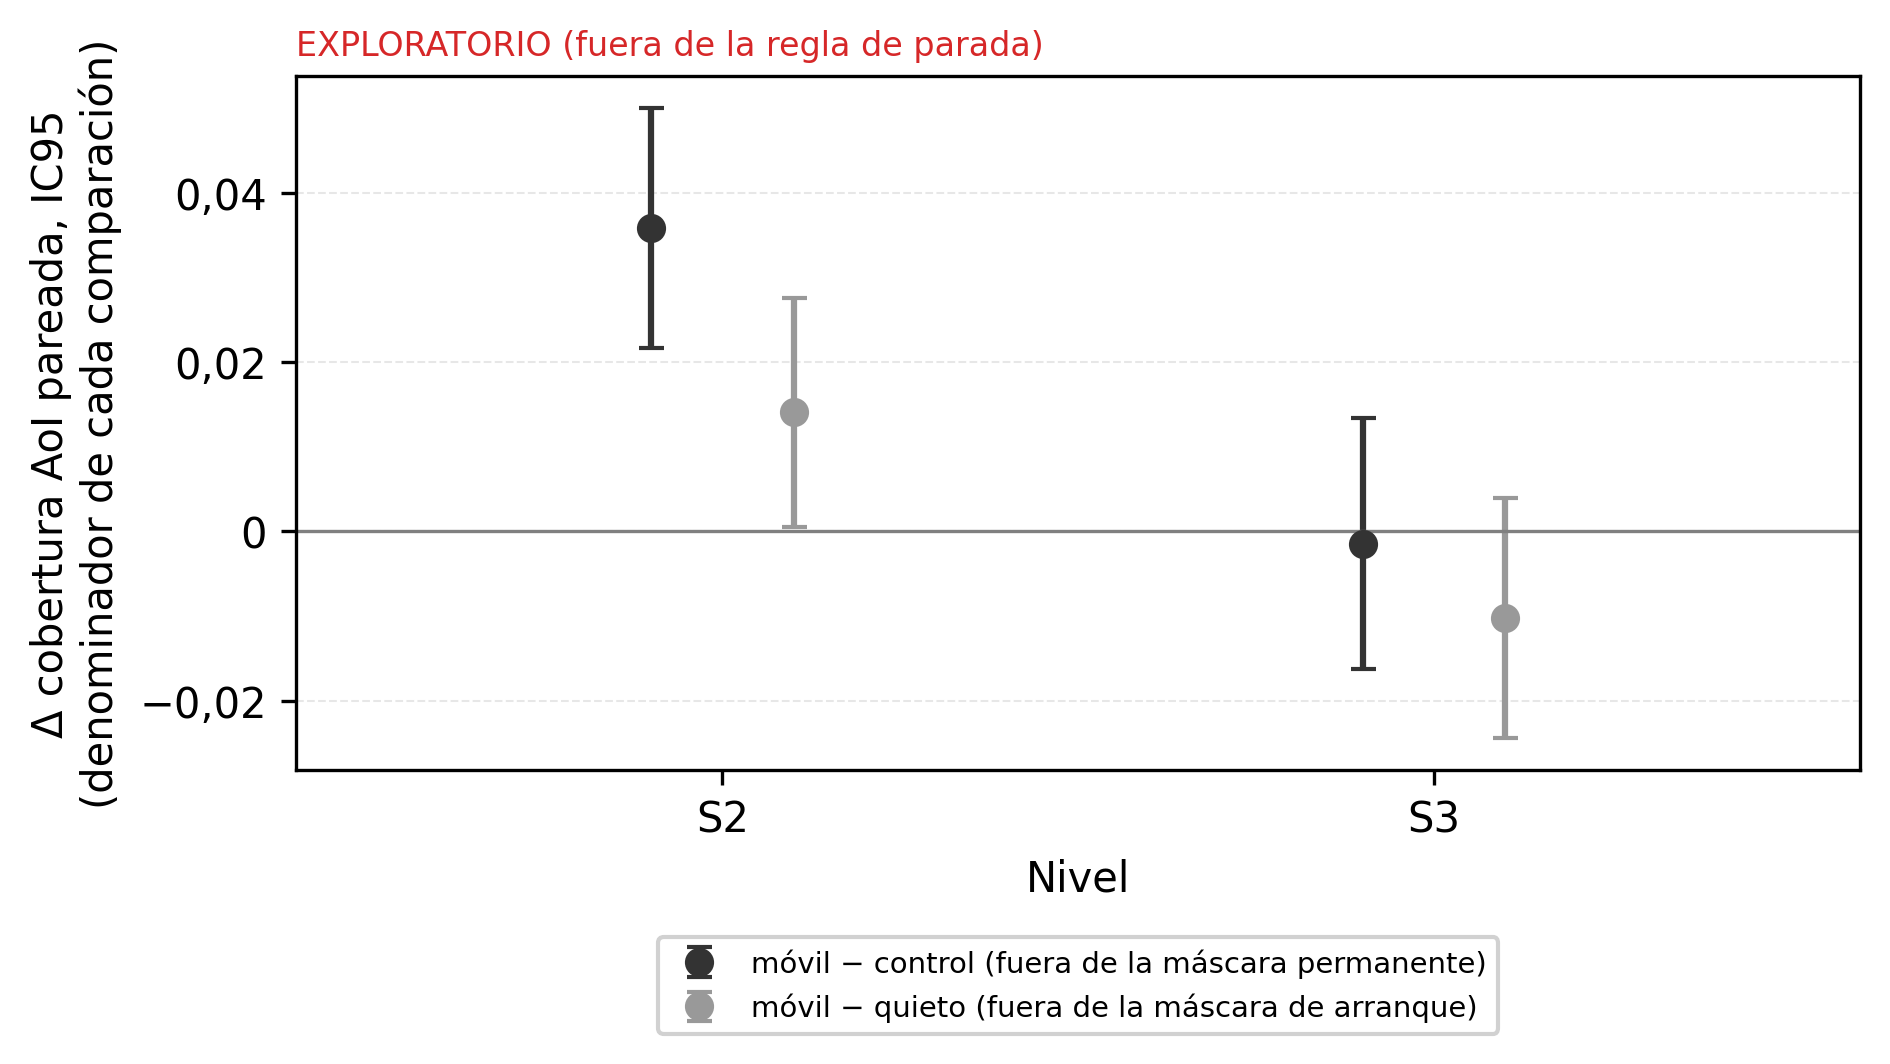 EXPLORATORIO (fuera de la regla de parada)
Δ cobertura AoI pareada, IC95
(denominador de cada comparación)
0,04
0,02
0
−0,02
S2
S3
Nivel
móvil − control (fuera de la máscara permanente)
móvil − quieto (fuera de la máscara de arranque)